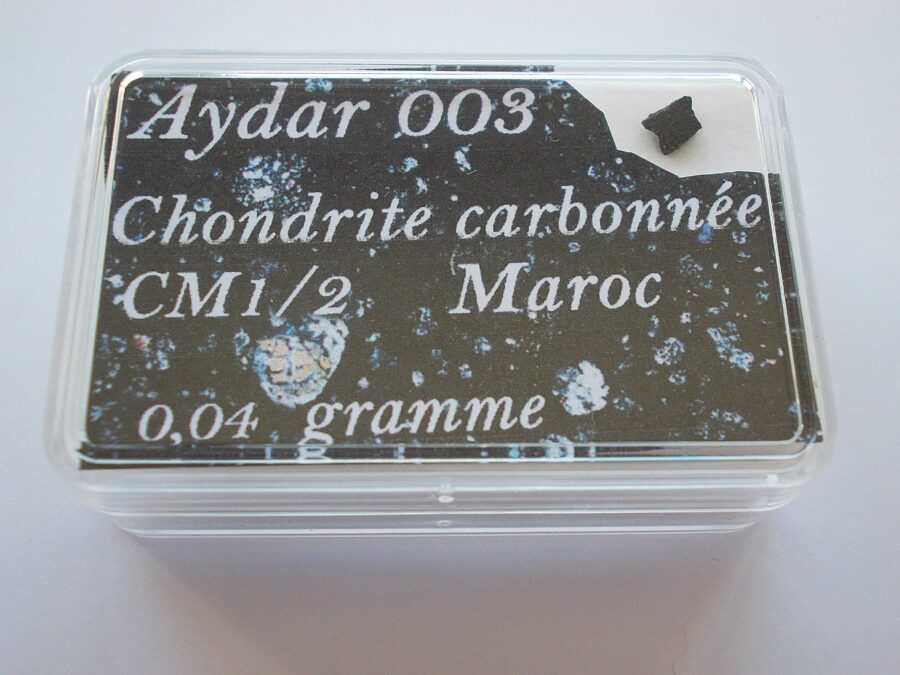 Aydar 003
Chondrite carbonnée
CM1/2 Maroc
0,04 gramme